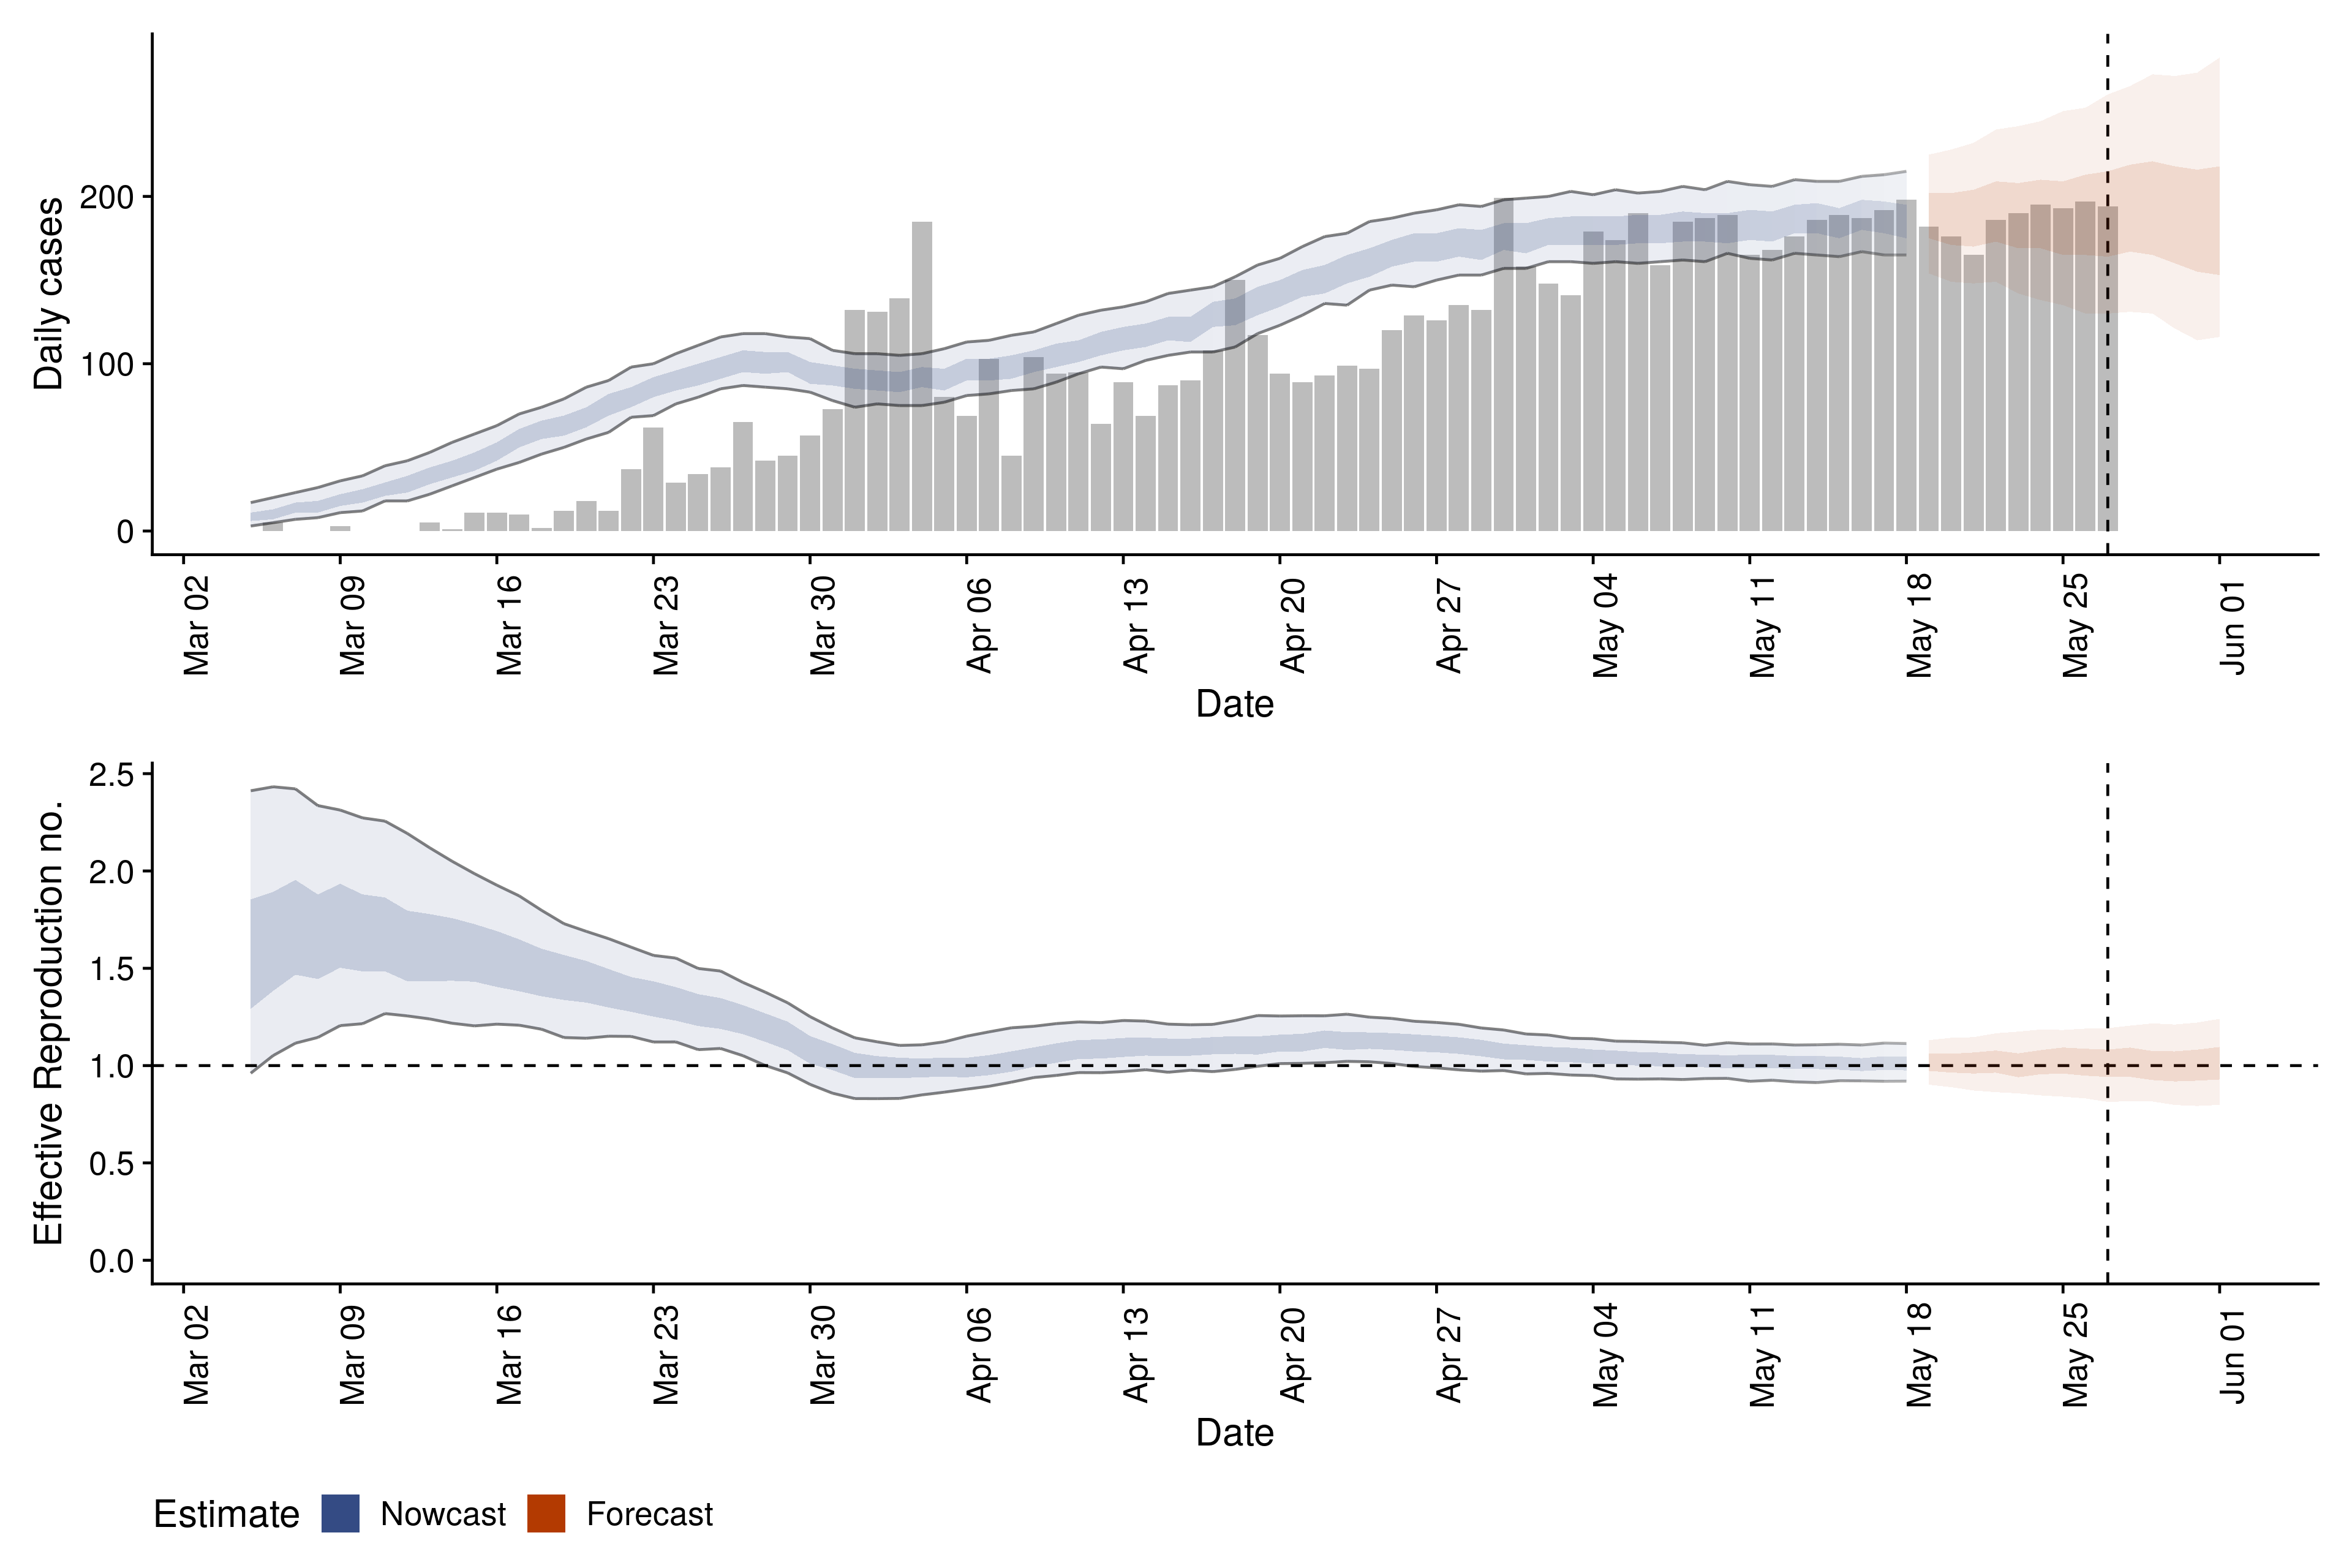 Daily cases
200
100
0
Mar 02
Mar 09
Mar 16
Mar 23
Mar 30
Apr 06
Apr 13
Apr 20
Apr 27
May 04
May 11
May 18
May 25
Jun 01
Date
Effective Reproduction no.
2.5
2.0
1.5
1.0
0.5
0.0
Mar 02
Mar 09
Mar 16
Mar 23
Mar 30
Apr 06
Apr 13
Apr 20
Apr 27
May 04
May 11
May 18
May 25
Jun 01
Date
Estimate Nowcast Forecast